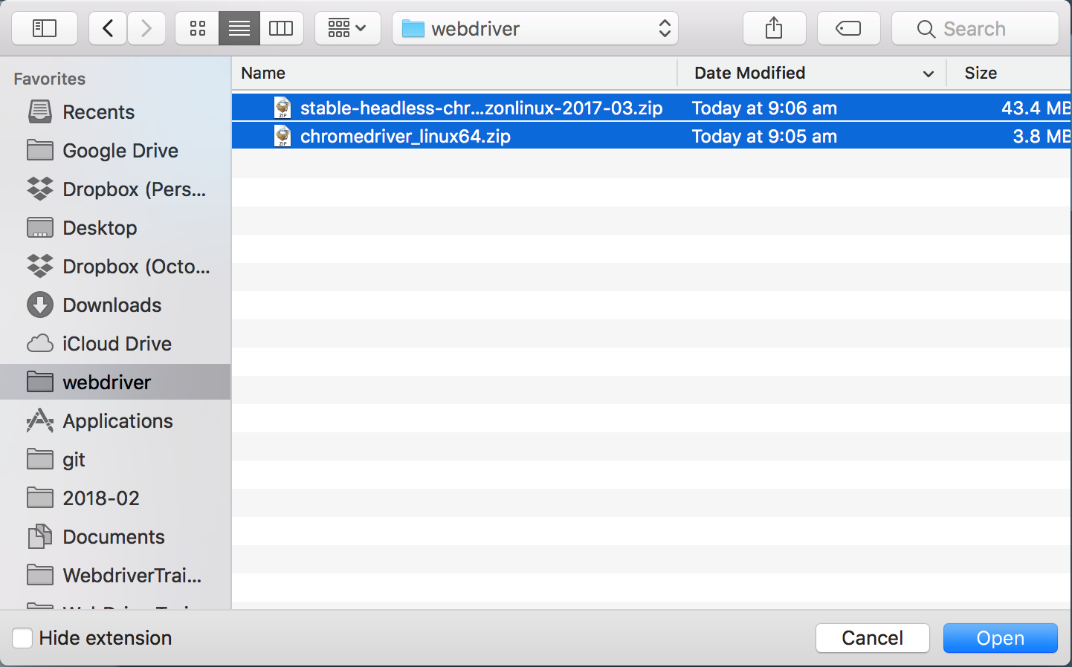 webdriver
Search
Favorites
Recents
Google Drive
Dropbox (Pers...
Desktop
Dropbox (Octo...
Downloads
iCloud Drive
webdriver
Applications
git
2018-02
Documents
WebdriverTrai...
Name Date Modified Size
stable-headless-chr...zonlinux-2017-03.zip Today at 9:06 am 43.4 MB
chromedriver_linux64.zip Today at 9:05 am 3.8 MB
Hide extension
Cancel
Open